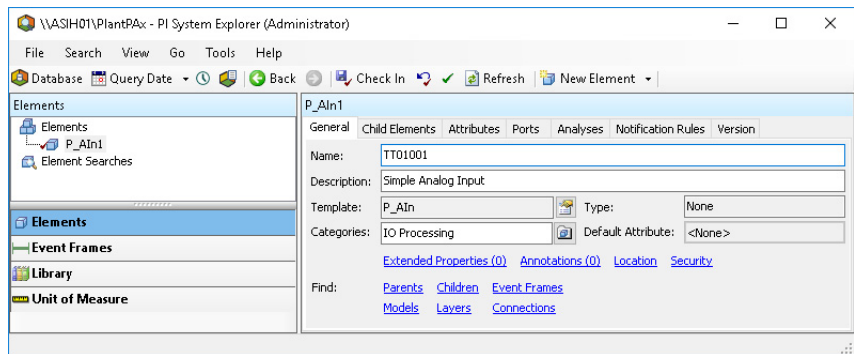 \\ASIH01\PlantPAx - PI System Explorer (Administrator)
File Search View Go Tools Help
Database Query Date Back Check In Refresh New Element
Elements
Elements
P_AIn1
Element Searches
Elements
Event Frames
Library
Unit of Measure
P_AIn1
General Child Elements Attributes Ports Analyses Notification Rules Version
Name: TT01001
Description: Simple Analog Input
Template: P_AIn Type: None
Categories: IO Processing Default Attribute: <None>
Extended Properties (0) Annotations (0) Location Security
Find: Parents Children Event Frames
Models Layers Connections